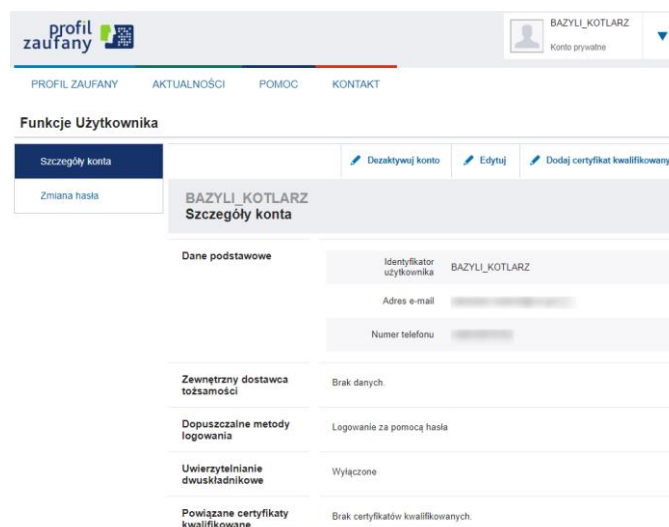 profil
zaufany
BAZYLI_KOTLARZ
Konto prywatne
PROFIL ZAUFANY AKTUALNOŚCI POMOC KONTAKT
Funkcje Użytkownika
Szczegóły konta
Dezaktywuj konto Edytuj Dodaj certyfikat kwalifikowany
Zmiana hasła
BAZYLI_KOTLARZ
Szczegóły konta
Dane podstawowe
Identyfikator
użytkownika BAZYLI_KOTLARZ
Adres e-mail
Numer telefonu
Zewnętrzny dostawca
tożsamości
Brak danych.
Dopuszczalne metody
logowania
Logowanie za pomocą hasła
Uwierzytelnianie
dwuskładnikowe
Wyłączone
Powiązane certyfikaty
kwalifikowane
Brak certyfikatów kwalifikowanych.